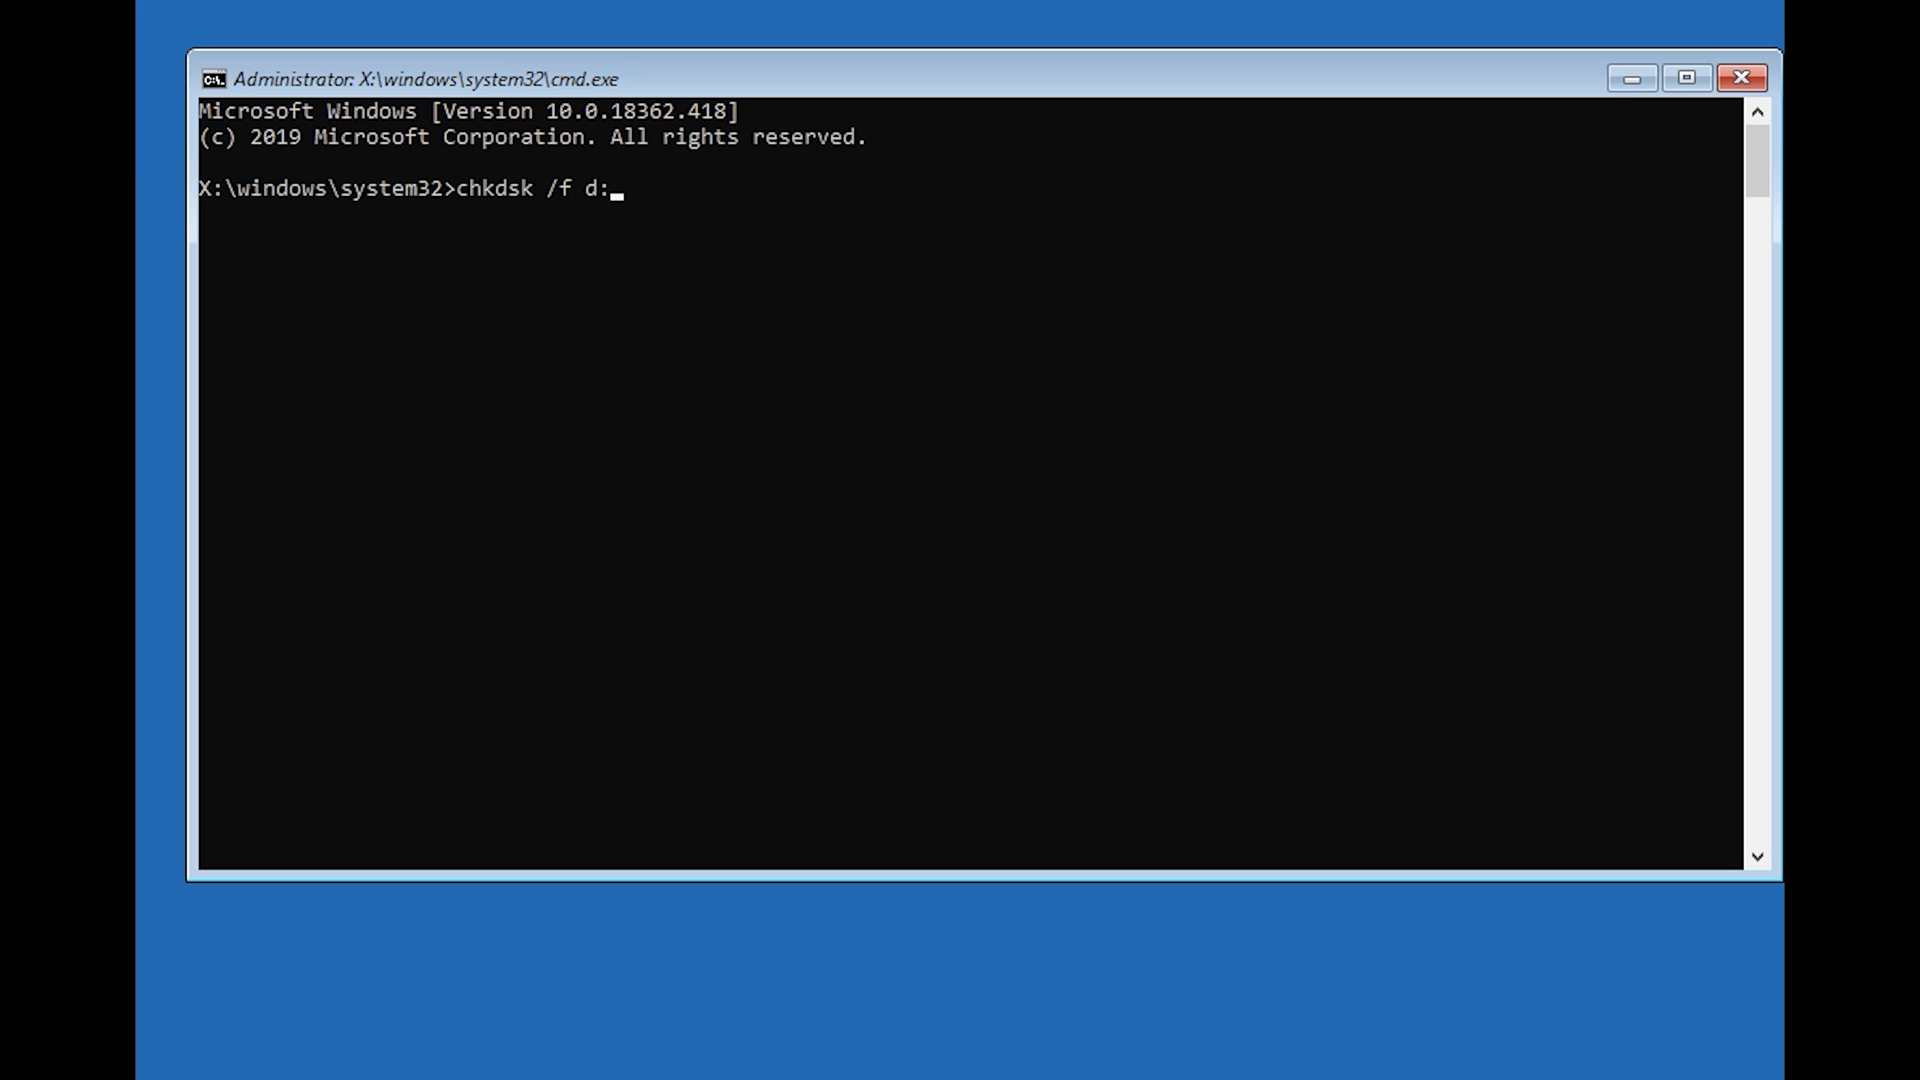 Administrator: X:\windows\system32\cmd.exe
Microsoft Windows [Version 10.0.18362.418]
(c) 2019 Microsoft Corporation. All rights reserved.
X:\windows\system32>chkdsk /f d: